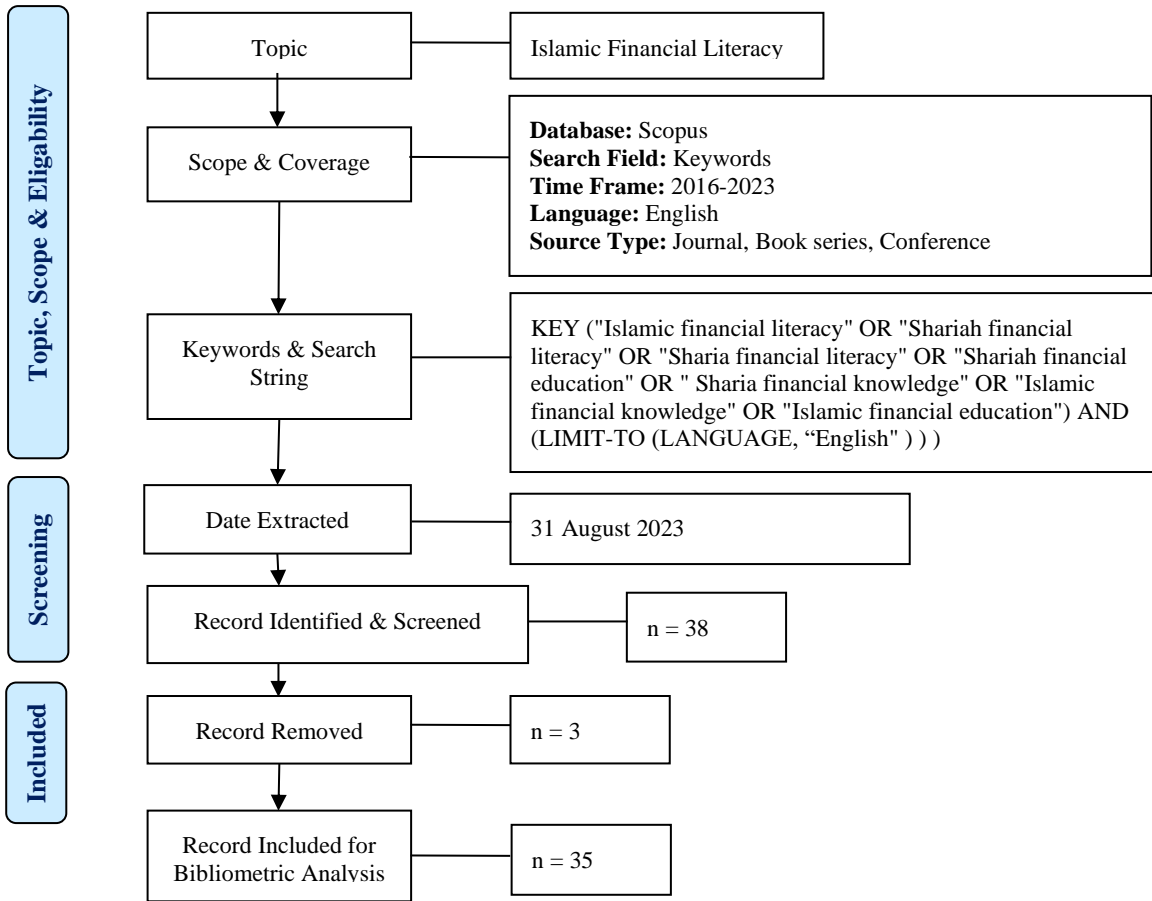 Topic, Scope & Eligability
Topic
Islamic Financial Literacy
Scope & Coverage
Database: Scopus
Search Field: Keywords
Time Frame: 2016-2023
Language: English
Source Type: Journal, Book series, Conference
Keywords & Search
String
KEY ("Islamic financial literacy" OR "Shariah financial
literacy" OR "Sharia financial literacy" OR "Shariah financial
education" OR " Sharia financial knowledge" OR "Islamic
financial knowledge" OR "Islamic financial education") AND
(LIMIT-TO (LANGUAGE, “English" ) ) )
Screening
Date Extracted
31 August 2023
Record Identified & Screened
n = 38
Included
Record Removed
n = 3
Record Included for
Bibliometric Analysis
n = 35